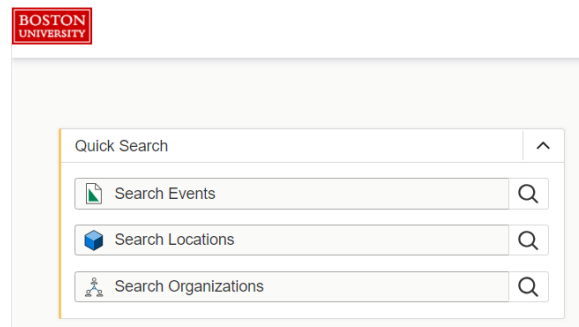 BOSTON
UNIVERSITY
Quick Search
Search Events
Search Locations
Search Organizations